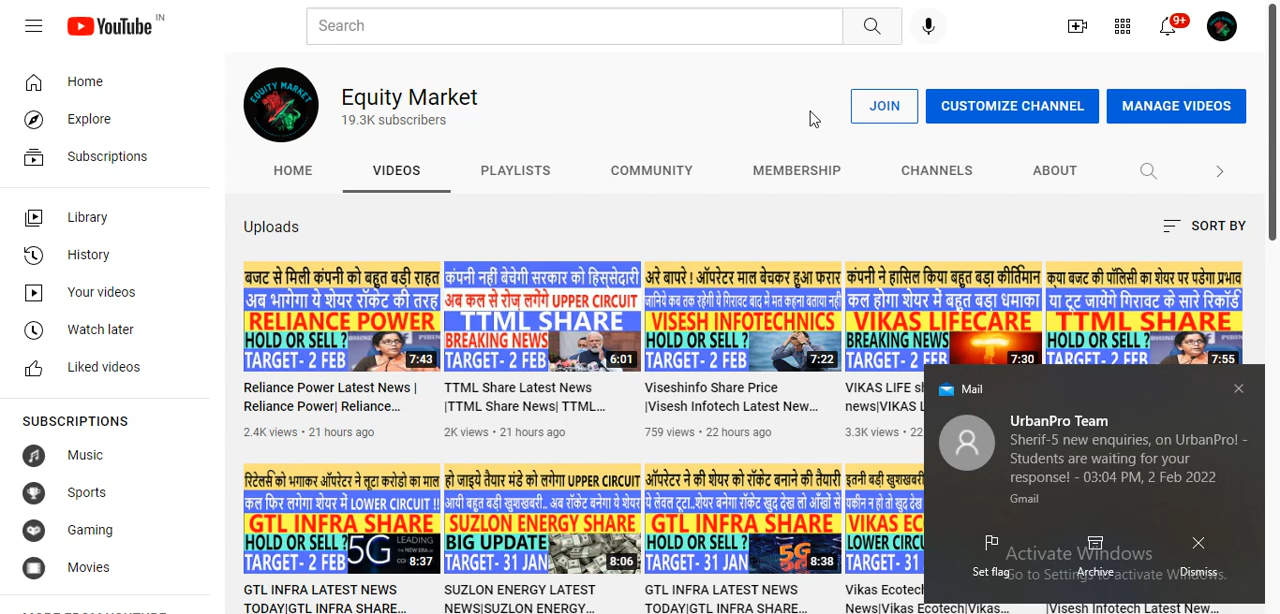 YouTube IN
Search
9+
Home
Explore
Subscriptions
Library
History
Your videos
Watch later
Liked videos
SUBSCRIPTIONS
Music
Sports
Gaming
Movies
EQUITY MARKET
Equity Market
19.3K subscribers
JOIN
CUSTOMIZE CHANNEL
MANAGE VIDEOS
HOME
VIDEOS
PLAYLISTS
COMMUNITY
MEMBERSHIP
CHANNELS
ABOUT
Uploads
SORT BY
बजट से मिली कंपनी को बहुत बड़ी राहत
अब भागेगा ये शेयर रॉकेट की तरह
RELIANCE POWER
HOLD OR SELL ?
TARGET- 2 FEB
7:43
Reliance Power Latest News |
Reliance Power| Reliance...
2.4K views • 21 hours ago
कंपनी नहीं बेचेगी सरकार को हिस्सेदारी
अब कल से रोज लगेंगे UPPER CIRCUIT
TTML SHARE
BREAKING NEWS
TARGET- 2 FEB
6:01
TTML Share Latest News
|TTML Share News| TTML...
2K views • 21 hours ago
अरे बापरे ! ऑपरेटर माल बेचकर हुआ फरार
जानिये कब तक रहेगी ये गिरावट बाद में मत कहना बताया नही
VISESH INFOTECHNICS
HOLD OR SELL ?
TARGET- 2 FEB
7:22
Viseshinfo Share Price
|Visesh Infotech Latest New...
759 views • 22 hours ago
कंपनी ने हासिल किया बहुत बड़ा कीर्तिमान
कल होगा शेयर में बहुत बड़ा धमाका
VIKAS LIFECARE
BREAKING NEWS
TARGET- 2 FEB
7:30
VIKAS LIFE s
news|VIKAS L
3.3K views • 22
क्या बजट की पॉलिसी का शेयर पर पडेगा प्रभाव
या टूट जायेंगे गिरावट के सारे रिकॉर्ड
TTML SHARE
HOLD OR SELL ?
TARGET- 2 FEB
7:55
रिटेलर्स को भगाकर ऑपरेटर ने लूटा करोडो का माल
कल फिर लगेगा शेयर में LOWER CIRCUIT !!
GTL INFRA SHARE
HOLD OR SELL ?
TARGET- 2 FEB
5G
8:37
GTL INFRA LATEST NEWS
TODAY|GTL INFRA SHARE...
हो जाइये तैयार मंडे को लगेगा UPPER CIRCUIT
आयी बहुत बड़ी खुशखबरी.. अब रॉकेट बनेगा ये शेयर
SUZLON ENERGY SHARE
BIG UPDATE
TARGET- 31 JAN
8:06
SUZLON ENERGY LATEST
NEWS|SUZLON ENERGY...
ऑपरेटर ने की शेयर को रॉकेट बनाने की तैयारी
ये लेवल टूटा..शेयर बनेगा रॉकेट खुद देख लो आँखों से
GTL INFRA SHARE
HOLD OR SELL ?
TARGET- 31 JAN
5G
8:38
GTL INFRA LATEST NEWS
TODAY|GTL INFRA SHARE...
इतनी बड़ी खुशखबरी
यकीन न हो तो खुद देख
VIKAS EC
LOWER CIRCU
TARGET- 31 JAN
Vikas Ecotech Latest
News|Vikas Ecotech|Vikas...
|Visesh Infotech Latest New...
Mail
UrbanPro Team
Sherif-5 new enquiries, on UrbanPro! -
Students are waiting for your
response! - 03:04 PM, 2 Feb 2022
Gmail
Set flag
Archive
Dismiss
Activate Windows
Go to Settings to activate Windows.